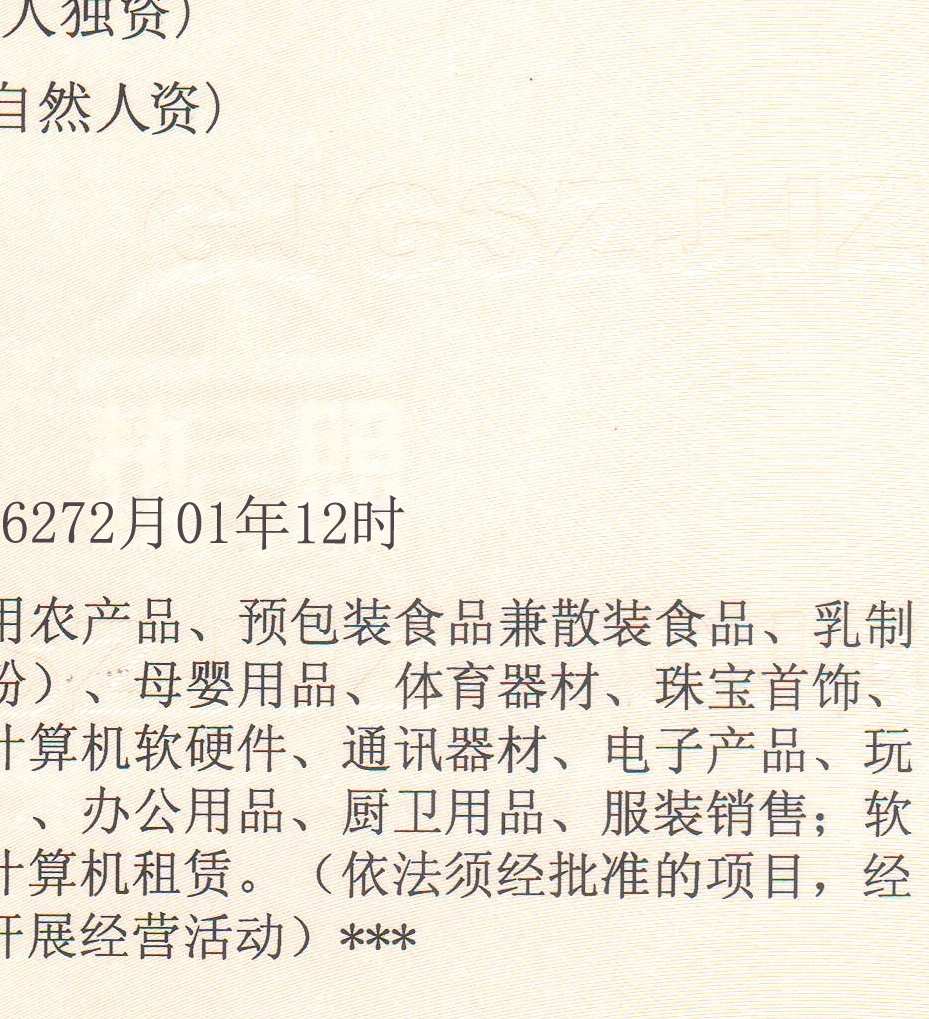 人独资）
自然人资）
6272月01年12时
用农产品、预包装食品兼散装食品、乳制
粉）、母婴用品、体育器材、珠宝首饰、
计算机软硬件、通讯器材、电子产品、玩
、办公用品、厨卫用品、服装销售；软
计算机租赁。（依法须经批准的项目，经
开展经营活动）***